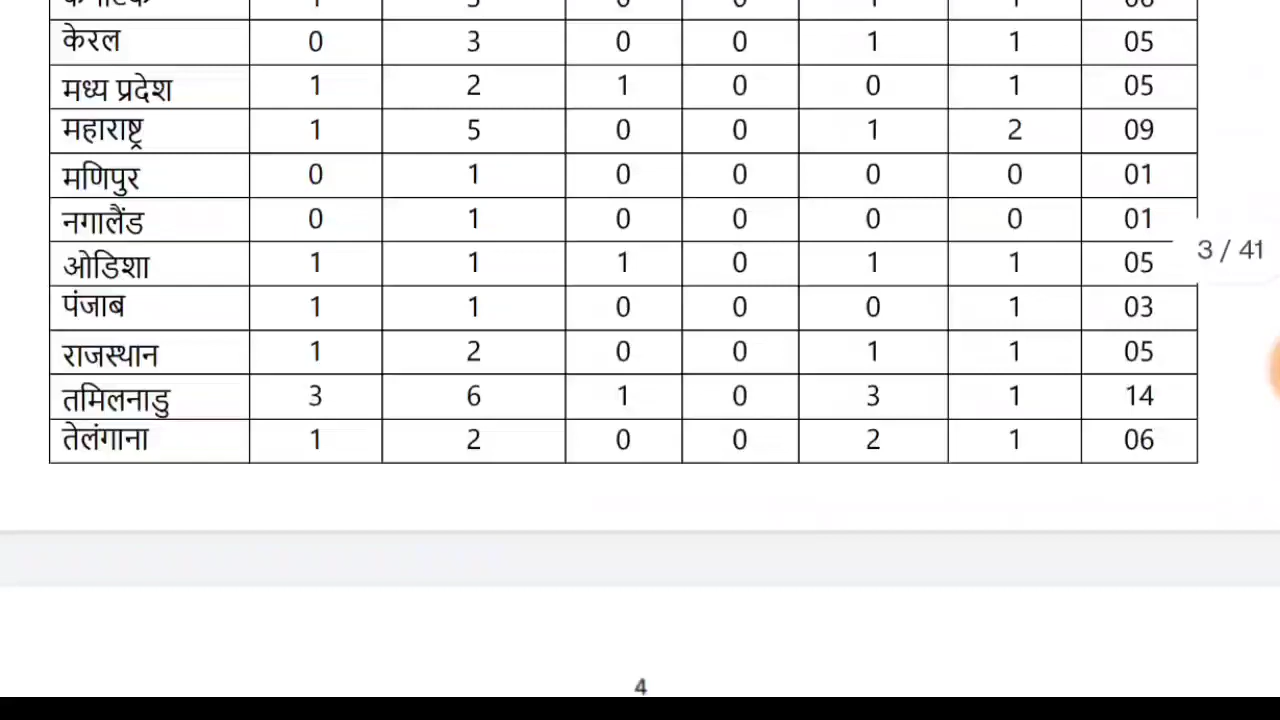 केरल 0 3 0 0 1 1 05
मध्य प्रदेश 1 2 1 0 0 1 05
महाराष्ट्र 1 5 0 0 1 2 09
मणिपुर 0 1 0 0 0 0 01
नगालैंड 0 1 0 0 0 0 01
ओडिशा 1 1 1 0 1 1 05
3 / 41
पंजाब 1 1 0 0 0 1 03
राजस्थान 1 2 0 0 1 1 05
तमिलनाडु 3 6 1 0 3 1 14
तेलंगाना 1 2 0 0 2 1 06
4